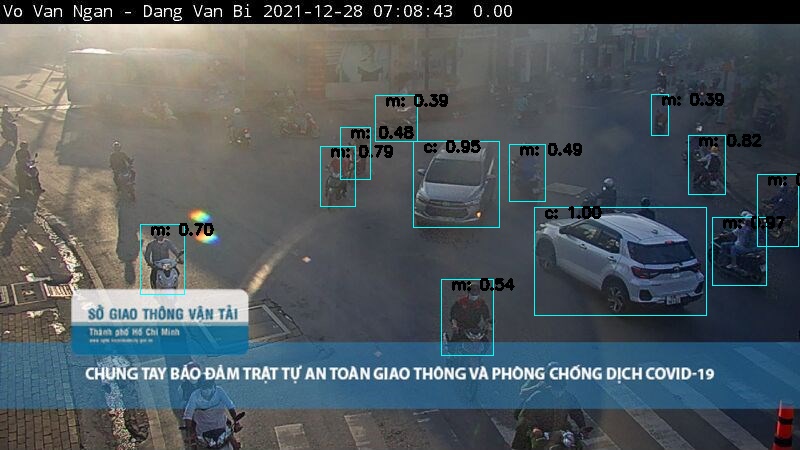 Vo Van Ngan - Dang Van Bi 2021-12-28 07:08:43 0.00
m: 0.39
m: 0.39
m: 0.48
m: 0.79
c: 0.95
m: 0.49
m: 0.82
m:
m: 0.70
c: 1.00
m: 0.97
m: 0.54
SỞ GIAO THÔNG VẬN TẢI
Thành phố Hồ Chí Minh
CHUNG TAY BẢO ĐẢM TRẬT TỰ AN TOÀN GIAO THÔNG VÀ PHÒNG CHỐNG DỊCH COVID-19